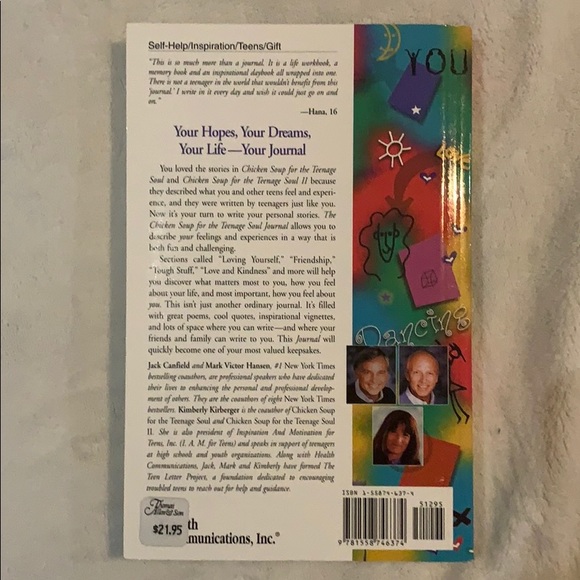 Self-Help/Inspiration/Teens/Gift
"This is so much more than a journal. It is a life workbook, a
memory book and an inspirational daybook all wrapped into one.
There is not a teenager in the world that wouldn't benefit from this
'journal.' I write in it every day and wish it could just go on and
on."
—Hana, 16
Your Hopes, Your Dreams,
Your Life—Your Journal
You loved the stories in Chicken Soup for the Teenage
Soul and Chicken Soup for the Teenage Soul II because
they described what you and other teens feel and experi-
ence, and they were written by teenagers just like you.
Now it's your turn to write your personal stories. The
Chicken Soup for the Teenage Soul Journal allows you to
describe your feelings and experiences in a way that is
both fun and challenging.
Sections called "Loving Yourself," "Friendship,"
"Tough Stuff," "Love and Kindness" and more will help
you discover what matters most to you, how you feel
about your life, and most important, how you feel about
you. This isn't just another ordinary journal. It's filled
with great poems, cool quotes, inspirational vignettes,
and lots of space where you can write—and where your
friends and family can write to you. This Journal will
quickly become one of your most valued keepsakes.
Jack Canfield and Mark Victor Hansen, #1 New York Times
bestselling coauthors, are professional speakers who have dedicated
their lives to enhancing the personal and professional develop-
ment of others. They are the coauthors of eight New York Times
bestsellers. Kimberly Kirberger is the coauthor of Chicken Soup
for the Teenage Soul and Chicken Soup for the Teenage Soul
II. She is also president of Inspiration And Motivation for
Teens, Inc. (I. A. M. for Teens) and speaks in support of teenagers
at high schools and youth organizations. Along with Health
Communications, Jack, Mark and Kimberly have formed The
Teen Letter Project, a foundation dedicated to encouraging
troubled teens to reach out for help and guidance.
Thomas
Allen & Son
$21.95
th
mmunications, Inc.®
YOU
Dancing
ISBN 1-55874-637-4
51295
9 781558 746374